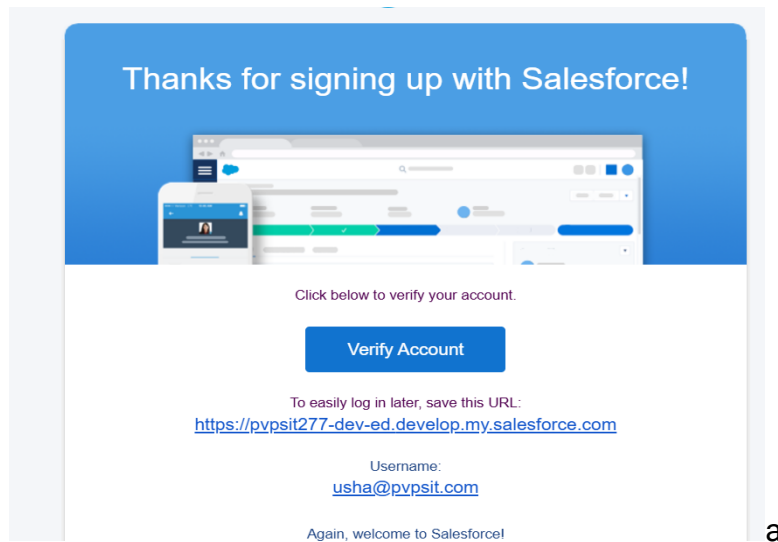 Thanks for signing up with Salesforce!
Click below to verify your account.
Verify Account
To easily log in later, save this URL:
https://pvpsit277-dev-ed.develop.my.salesforce.com
Username:
usha@pvpsit.com
Again, welcome to Salesforce!
a